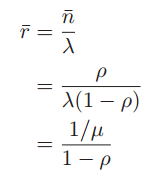 r̄ = n̄/λ
= ρ/(λ(1 − ρ))
= (1/μ)/(1 − ρ)